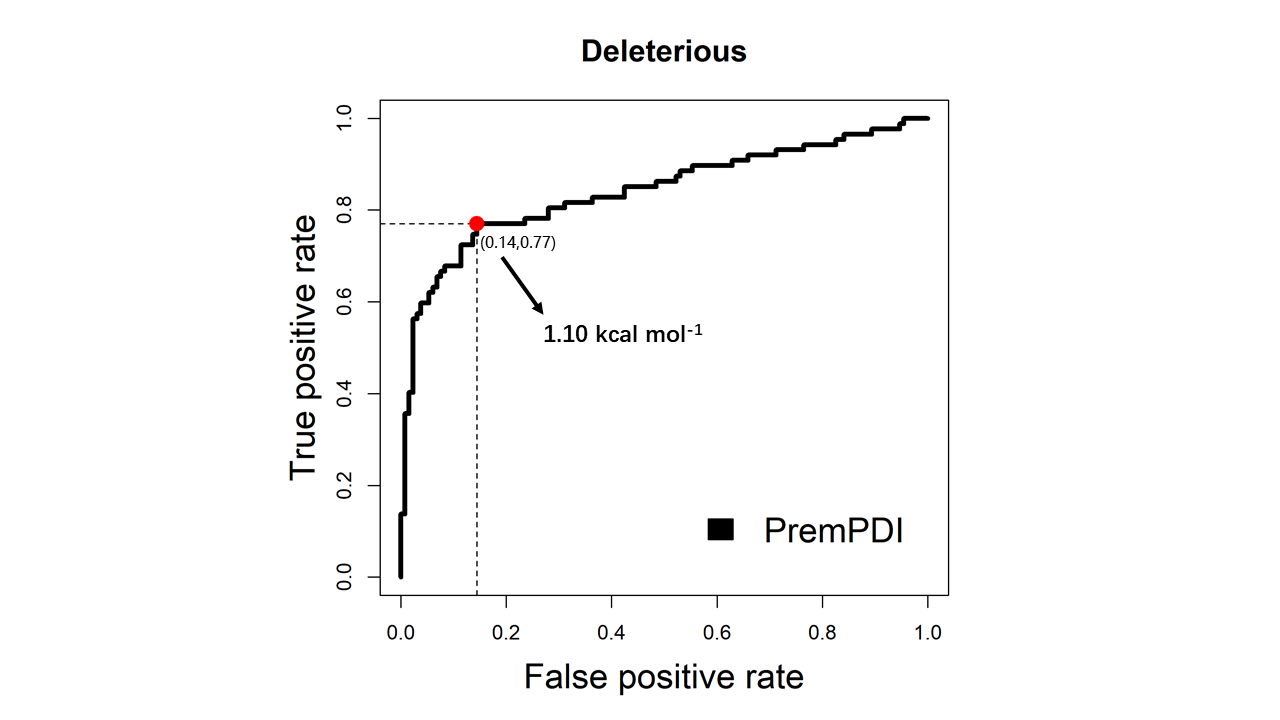 Deleterious
True positive rate
1.0
0.8
0.6
0.4
0.2
0.0
(0.14,0.77)
1.10 kcal mol⁻¹
PremPDI
0.0 0.2 0.4 0.6 0.8 1.0
False positive rate